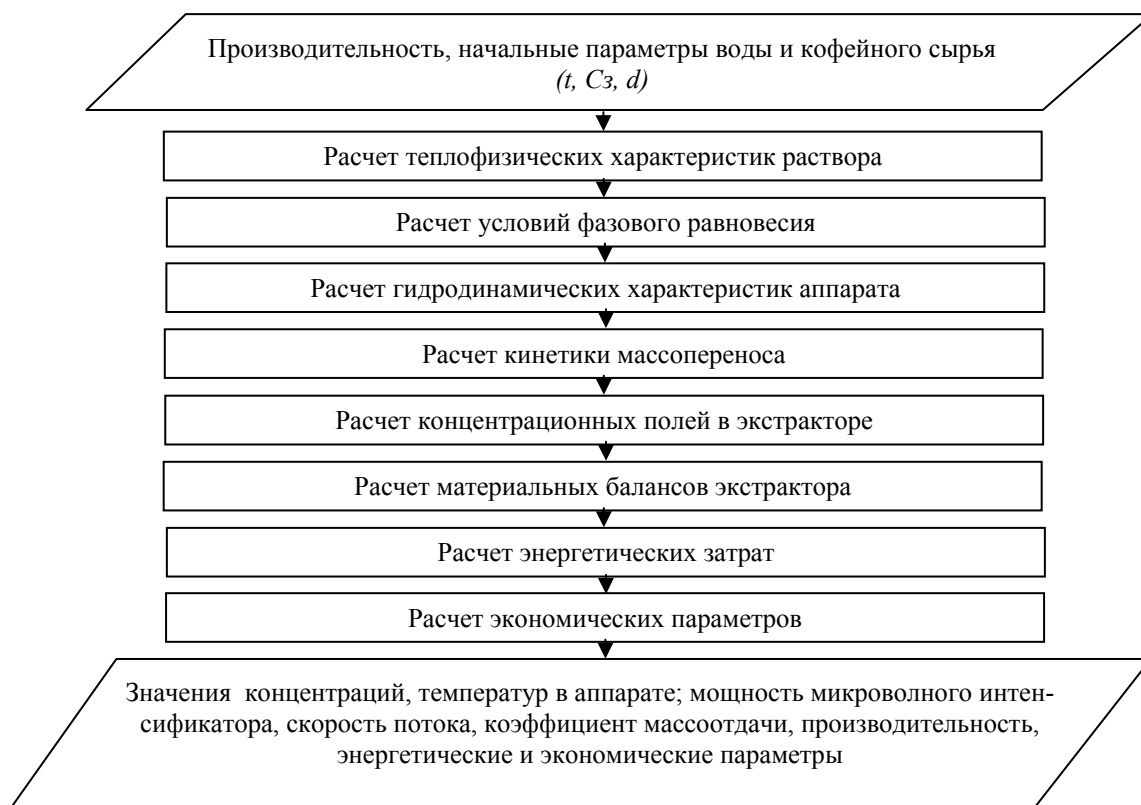 Производительность, начальные параметры воды и кофейного сырья
(t, Сз, d)
Расчет теплофизических характеристик раствора
Расчет условий фазового равновесия
Расчет гидродинамических характеристик аппарата
Расчет кинетики массопереноса
Расчет концентрационных полей в экстракторе
Расчет материальных балансов экстрактора
Расчет энергетических затрат
Расчет экономических параметров
Значения концентраций, температур в аппарате; мощность микроволного интен-
сификатора, скорость потока, коэффициент массоотдачи, производительность,
энергетические и экономические параметры